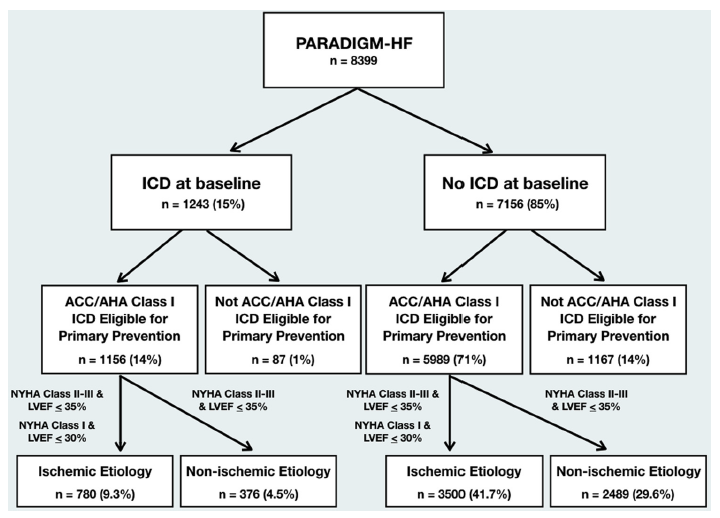 PARADIGM-HF
n = 8399
ICD at baseline
n = 1243 (15%)
No ICD at baseline
n = 7156 (85%)
ACC/AHA Class I
ICD Eligible for
Primary Prevention
n = 1156 (14%)
Not ACC/AHA Class I
ICD Eligible for
Primary Prevention
n = 87 (1%)
ACC/AHA Class I
ICD Eligible for
Primary Prevention
n = 5989 (71%)
Not ACC/AHA Class I
ICD Eligible for
Primary Prevention
n = 1167 (14%)
NYHA Class II-III &
LVEF ≤ 35%
NYHA Class I &
LVEF ≤ 30%
NYHA Class II-III
& LVEF ≤ 35%
NYHA Class II-III &
LVEF ≤ 35%
NYHA Class I &
LVEF ≤ 30%
NYHA Class II-III
& LVEF ≤ 35%
Ischemic Etiology
n = 780 (9.3%)
Non-ischemic Etiology
n = 376 (4.5%)
Ischemic Etiology
n = 3500 (41.7%)
Non-ischemic Etiology
n = 2489 (29.6%)